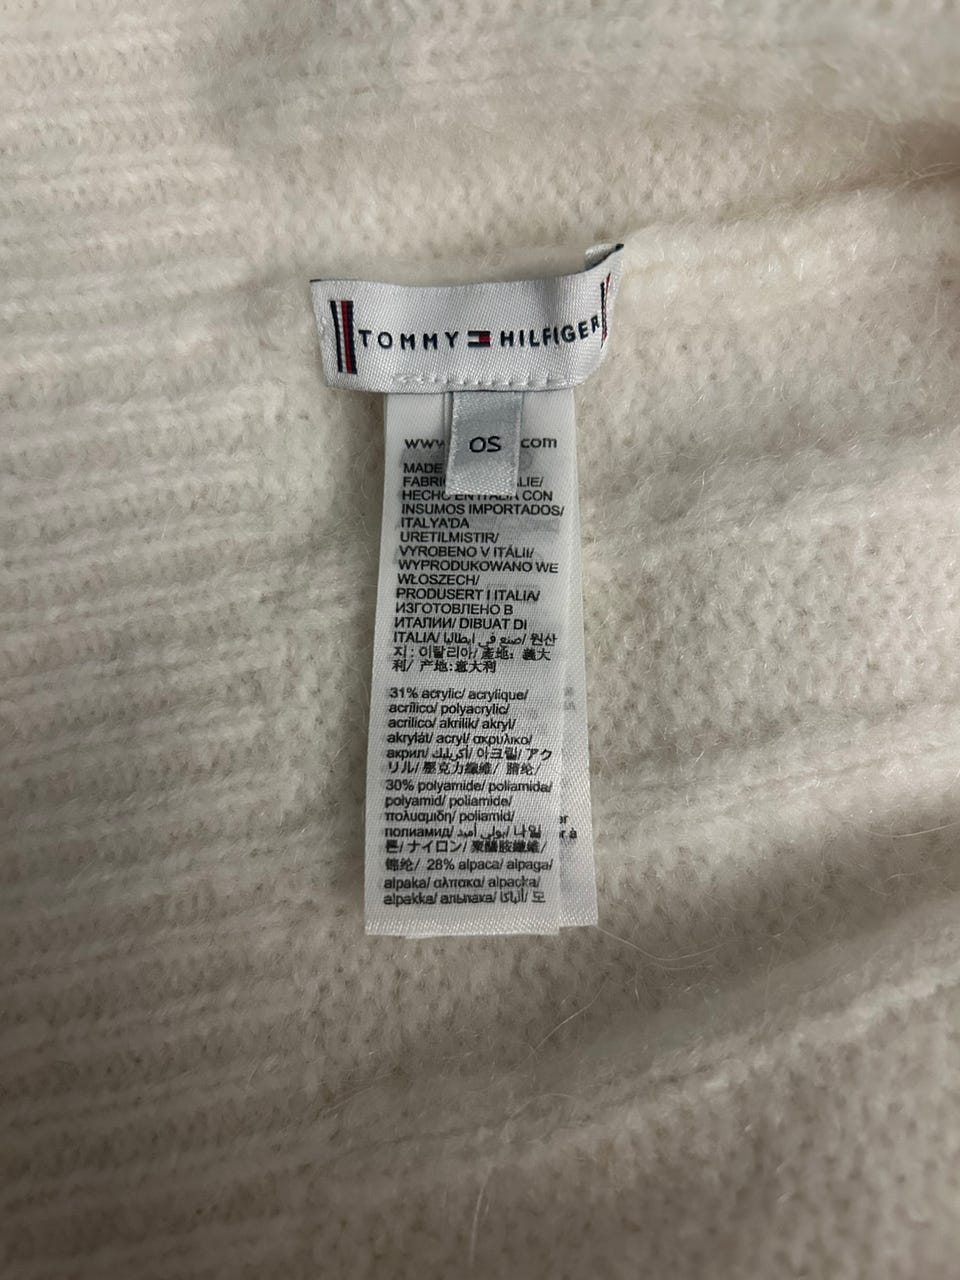 TOMMY HILFIGER
OS
www .com
MADE
FABRI LIE/
HECHO EN ITALIA CON
INSUMOS IMPORTADOS/
ITALYA'DA
URETILMISTIR/
VYROBENO V ITÁLII/
WYPRODUKOWANO WE
WŁOSZECH/
PRODUSERT I ITALIA/
ИЗГОТОВЛЕНО В
ИТАЛИИ/ DIBUAT DI
ITALIA/ صنع في ايطاليا/ 원산
지: 이탈리아/ 產地: 義大
利/ 产地:意大利
31% acrylic/ acrylique/
acrílico/ polyacrylic/
acrilico/ akrilik/ akryl/
akrylát/ acryl/ ακρυλικο/
акрил/ أكريليك/ 아크릴/ アク
リル/ 壓克力纖維/ 腈纶/
30% polyamide/ poliamida/
polyamid/ poliamide/
πολυαμιδη/ poliamid/
полиамид/ بولي أميد/ 나일
론/ ナイロン/ 聚醯胺纖維/
锦纶/ 28% alpaca/ alpaga/
alpaka/ αλπακα/ alpacka/
alpakka/ альпака/ ألباكا/ 모